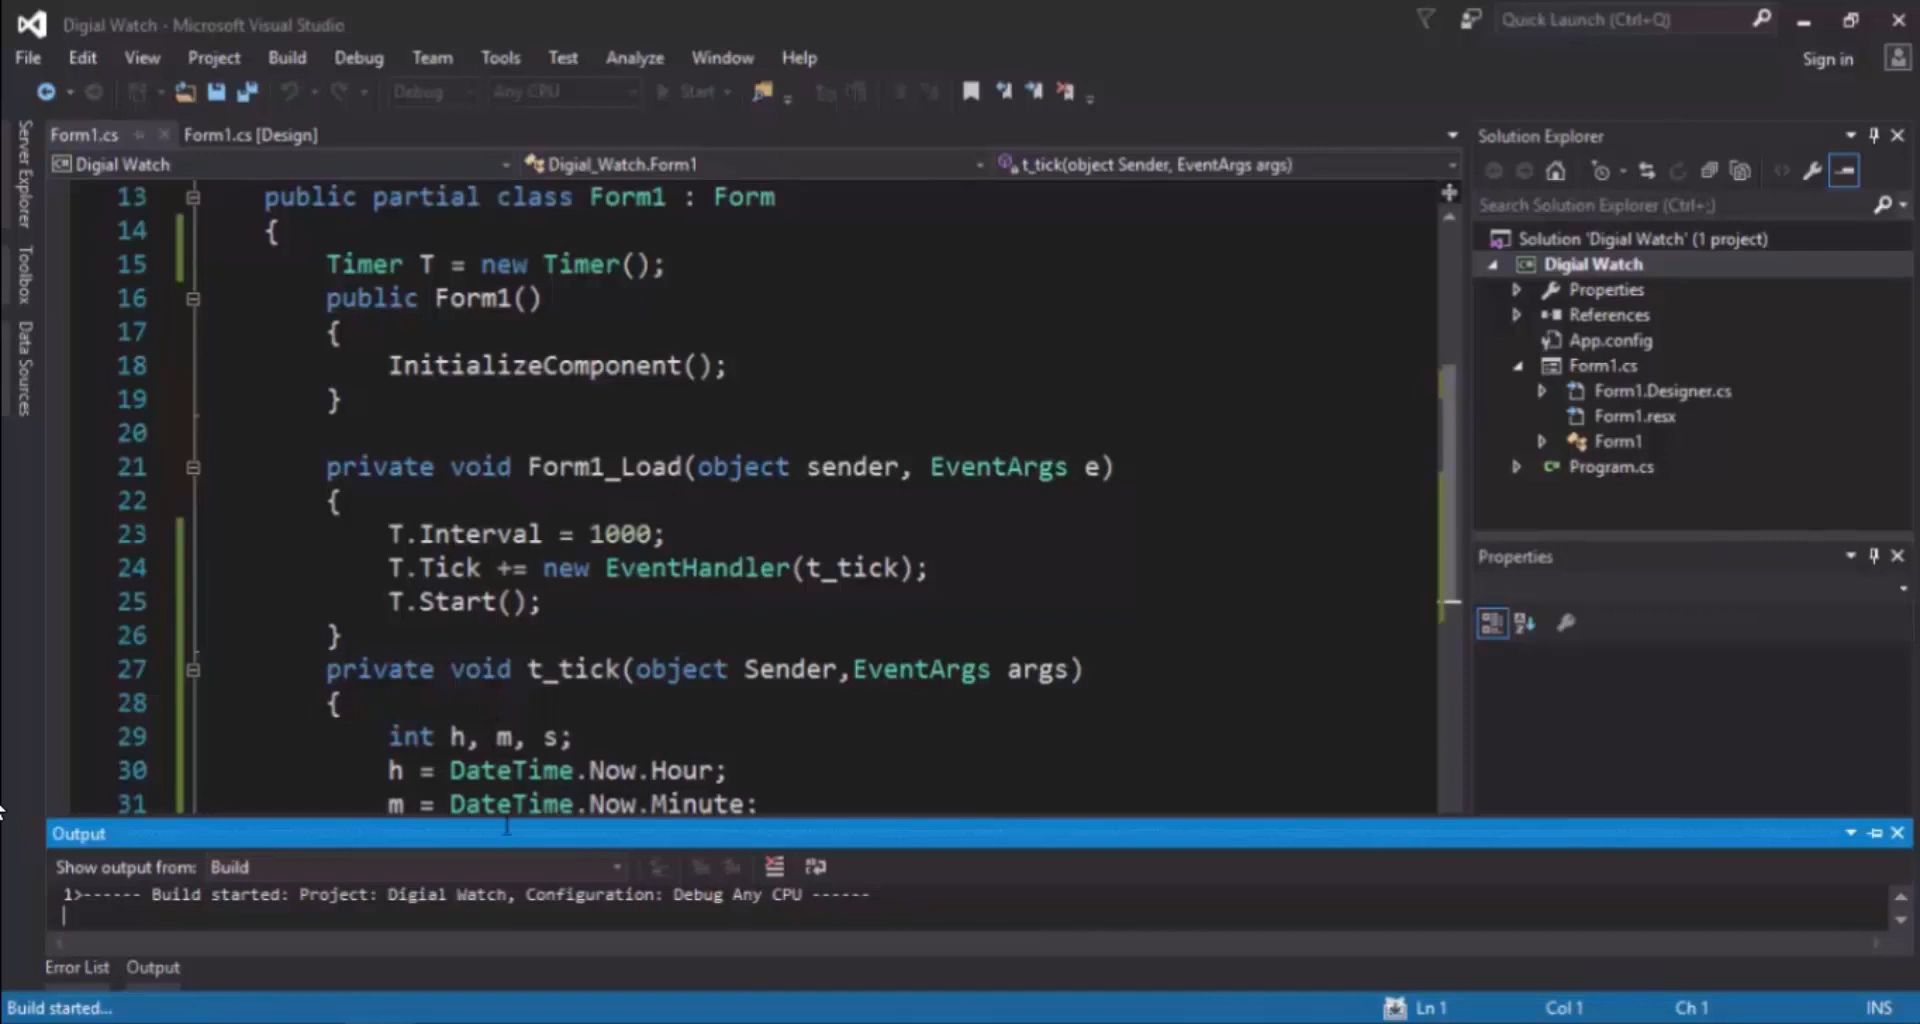 Digial Watch - Microsoft Visual Studio
Quick Launch (Ctrl+Q)
File Edit View Project Build Debug Team Tools Test Analyze Window Help
Sign in
Debug Any CPU Start
Form1.cs Form1.cs [Design]
Digial Watch Digial_Watch.Form1 t_tick(object Sender, EventArgs args)
Server Explorer
Toolbox
Data Sources
13 public partial class Form1 : Form
14 {
15 Timer T = new Timer();
16 public Form1()
17 {
18 InitializeComponent();
19 }
20
21 private void Form1_Load(object sender, EventArgs e)
22 {
23 T.Interval = 1000;
24 T.Tick += new EventHandler(t_tick);
25 T.Start();
26 }
27 private void t_tick(object Sender,EventArgs args)
28 {
29 int h, m, s;
30 h = DateTime.Now.Hour;
31 m = DateTime.Now.Minute:
Solution Explorer
Search Solution Explorer (Ctrl+;)
Solution 'Digial Watch' (1 project)
Digial Watch
Properties
References
App.config
Form1.cs
Form1.Designer.cs
Form1.resx
Form1
Program.cs
Properties
Output
Show output from: Build
1>------ Build started: Project: Digial Watch, Configuration: Debug Any CPU ------
Error List Output
Build started... Ln 1 Col 1 Ch 1 INS